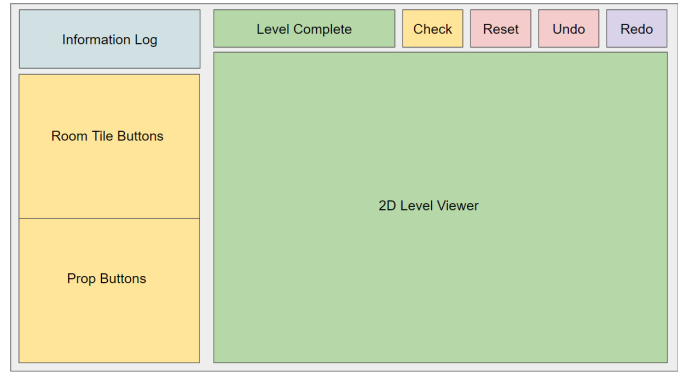 Information Log
Level Complete
Check
Reset
Undo
Redo
Room Tile Buttons
2D Level Viewer
Prop Buttons